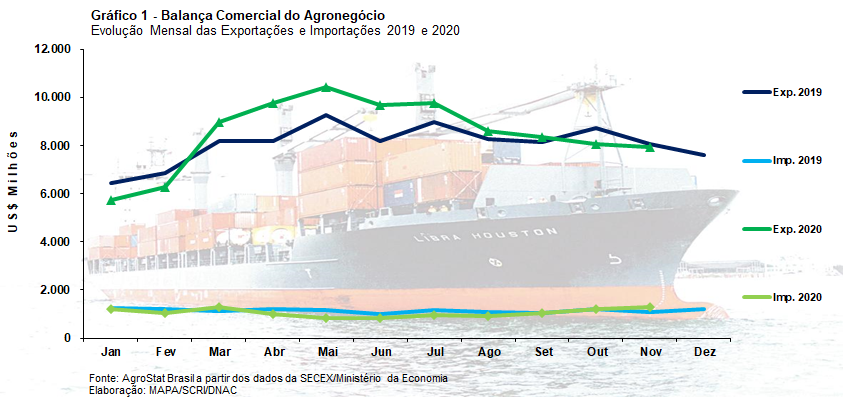 Gráfico 1 - Balança Comercial do Agronegócio
Evolução Mensal das Exportações e Importações 2019 e 2020
US$ Milhões
12.000
10.000
8.000
6.000
4.000
2.000
0
Jan Fev Mar Abr Mai Jun Jul Ago Set Out Nov Dez
Exp. 2019
Imp. 2019
Exp. 2020
Imp. 2020
LIBRA HOUSTON
Fonte: AgroStat Brasil a partir dos dados da SECEX/Ministério da Economia
Elaboração: MAPA/SCRI/DNAC